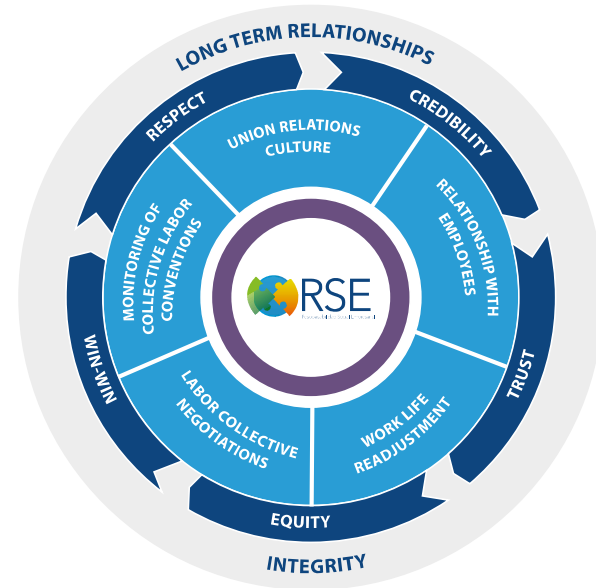 LONG TERM RELATIONSHIPS
RESPECT
CREDIBILITY
TRUST
EQUITY
WIN-WIN
UNION RELATIONS
CULTURE
RELATIONSHIP WITH
EMPLOYEES
WORK LIFE
READJUSTMENT
LABOR COLLECTIVE
NEGOTIATIONS
MONITORING OF
COLLECTIVE LABOR
CONVENTIONS
RSE
INTEGRITY